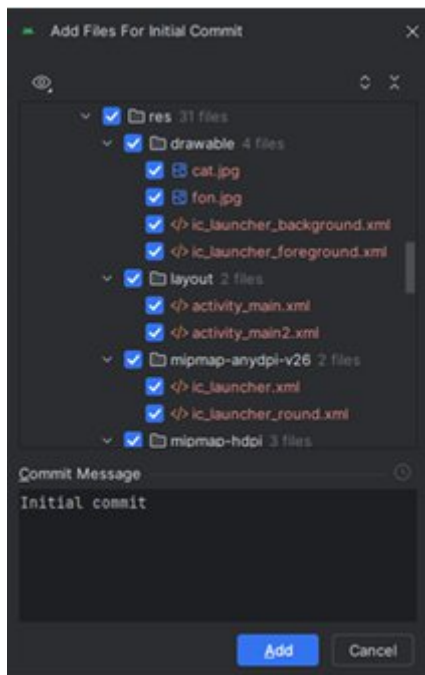 Add Files For Initial Commit
res 31 files
drawable 4 files
cat.jpg
fon.jpg
ic_launcher_background.xml
ic_launcher_foreground.xml
layout 2 files
activity_main.xml
activity_main2.xml
mipmap-anydpi-v26 2 files
ic_launcher.xml
ic_launcher_round.xml
mipmap-hdpi 3 files
Commit Message
Initial commit
Add Cancel